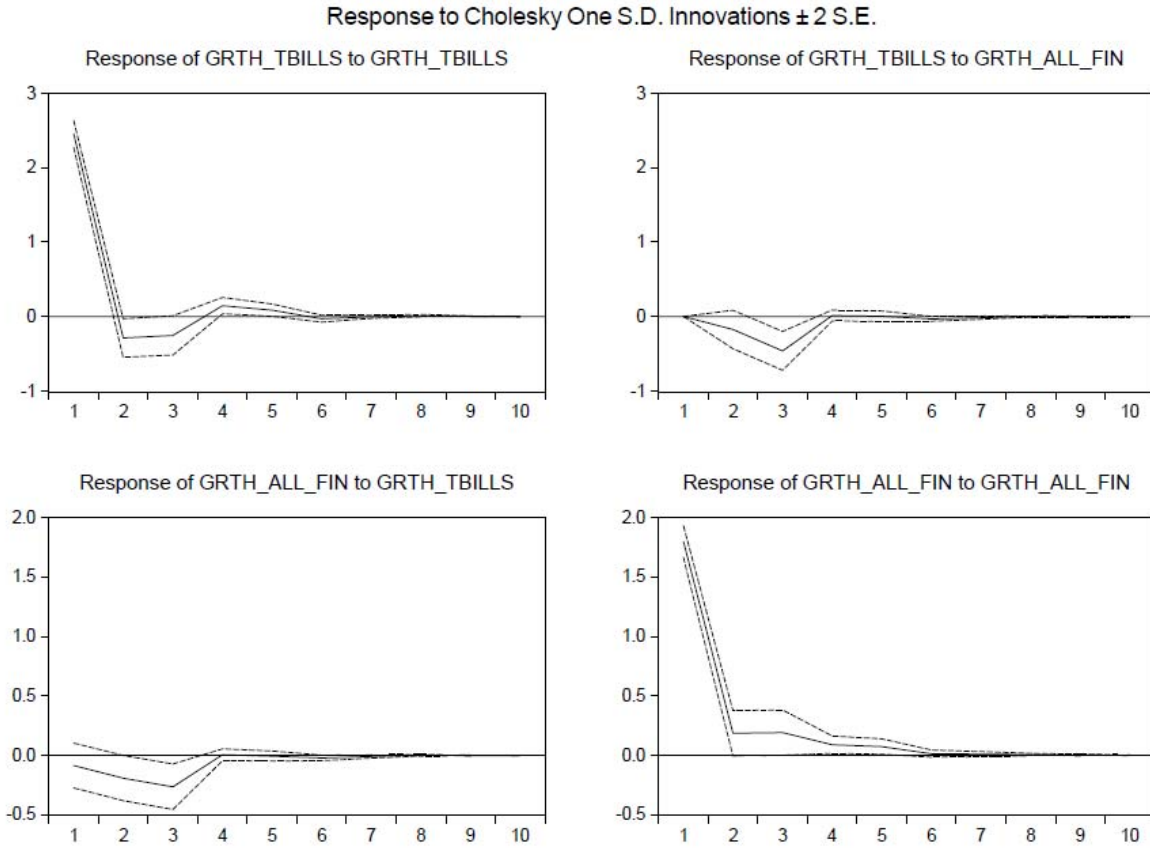 Response to Cholesky One S.D. Innovations ± 2 S.E.
Response of GRTH_TBILLS to GRTH_TBILLS
3
2
1
0
-1
1 2 3 4 5 6 7 8 9 10
Response of GRTH_TBILLS to GRTH_ALL_FIN
3
2
1
0
-1
1 2 3 4 5 6 7 8 9 10
Response of GRTH_ALL_FIN to GRTH_TBILLS
2.0
1.5
1.0
0.5
0.0
-0.5
1 2 3 4 5 6 7 8 9 10
Response of GRTH_ALL_FIN to GRTH_ALL_FIN
2.0
1.5
1.0
0.5
0.0
-0.5
1 2 3 4 5 6 7 8 9 10